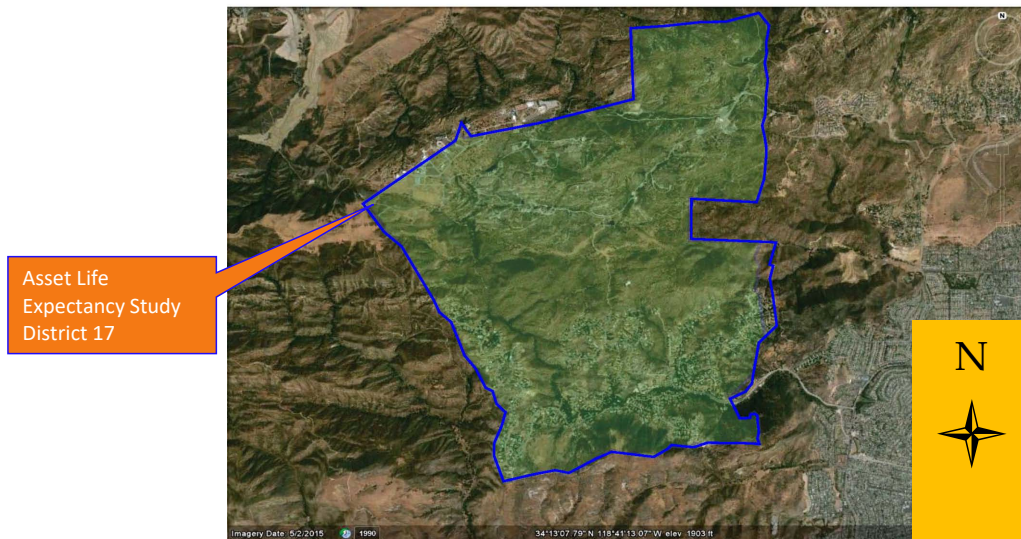 N
Asset Life
Expectancy Study
District 17
N
Imagery Date: 5/2/2015 1990 34°13'07.79" N 118°41'13.07" W elev 1903 ft